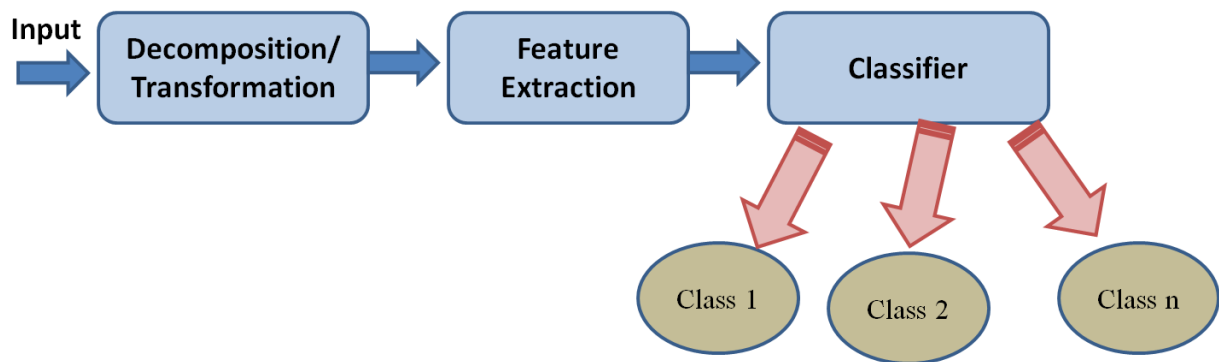 Input
Decomposition/
Transformation
Feature
Extraction
Classifier
Class 1
Class 2
Class n